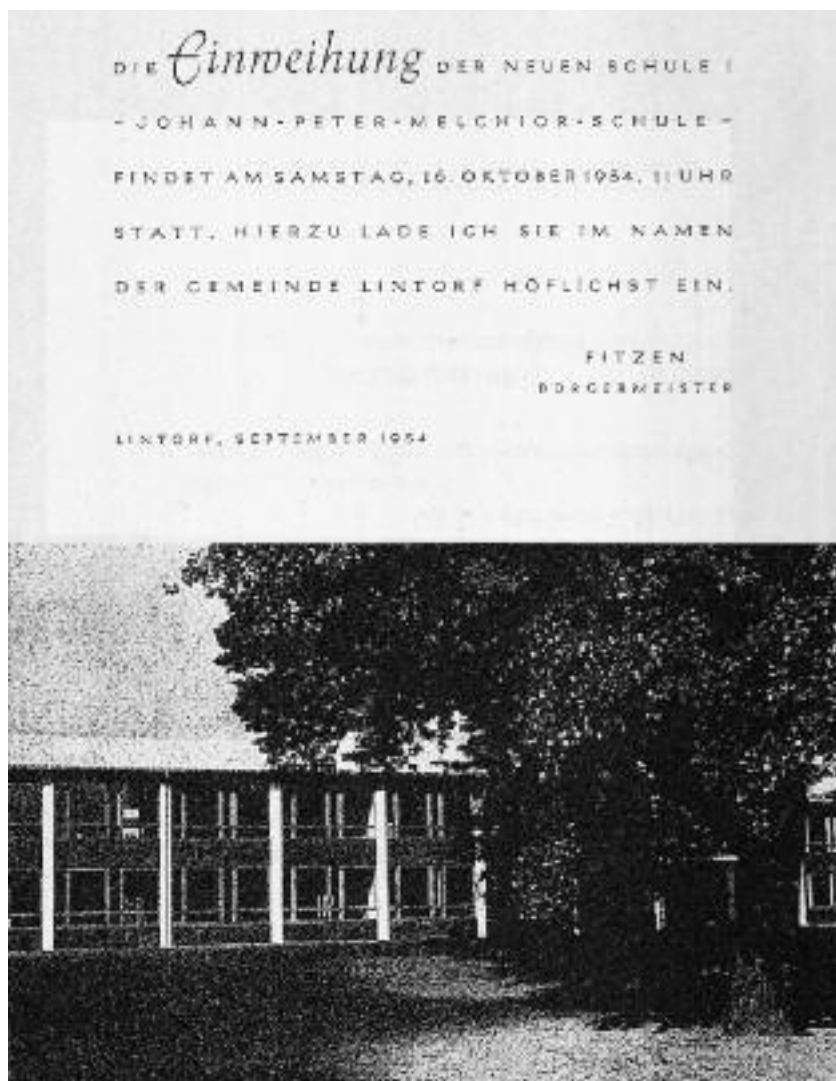 DIE Einweihung DER NEUEN SCHULE I
- JOHANN-PETER-MELCHIOR-SCHULE -
FINDET AM SAMSTAG, 16. OKTOBER 1954, 11 UHR
STATT. HIERZU LADE ICH SIE IM NAMEN
DER GEMEINDE LINTORF HÖFLICHST EIN.
FITZEN
BÜRGERMEISTER
LINTORF, SEPTEMBER 1954